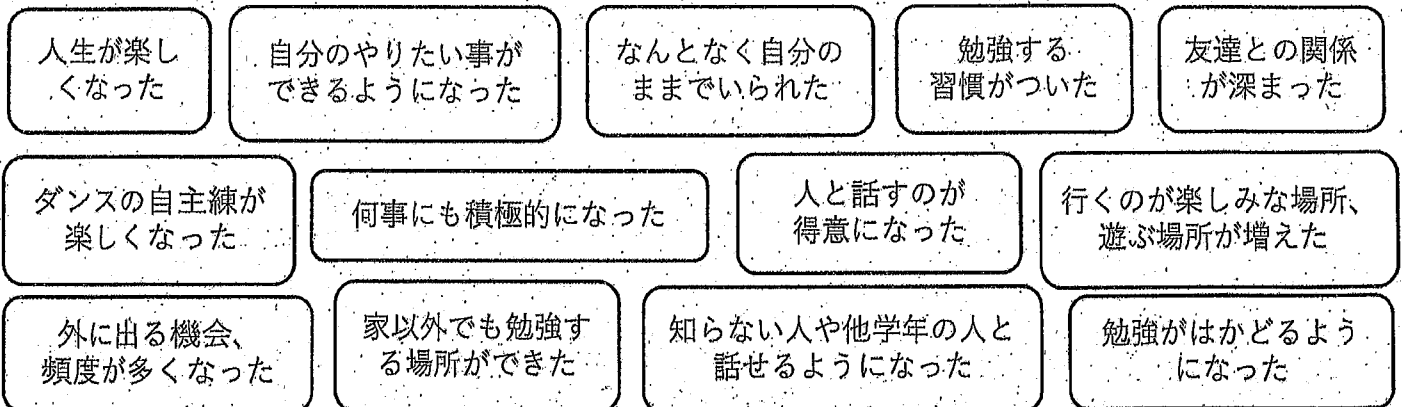 人生が楽し
くなった
自分のやりたい事が
できるようになった
なんとなく自分の
ままでいられた
勉強する
習慣がついた
友達との関係
が深まった
ダンスの自主練が
楽しくなった
何事にも積極的になった
人と話すのが
得意になった
行くのが楽しみな場所、
遊ぶ場所が増えた
外に出る機会、
頻度が多くなった
家以外でも勉強す
る場所ができた
知らない人や他学年の人と
話せるようになった
勉強がはかどるよう
になった